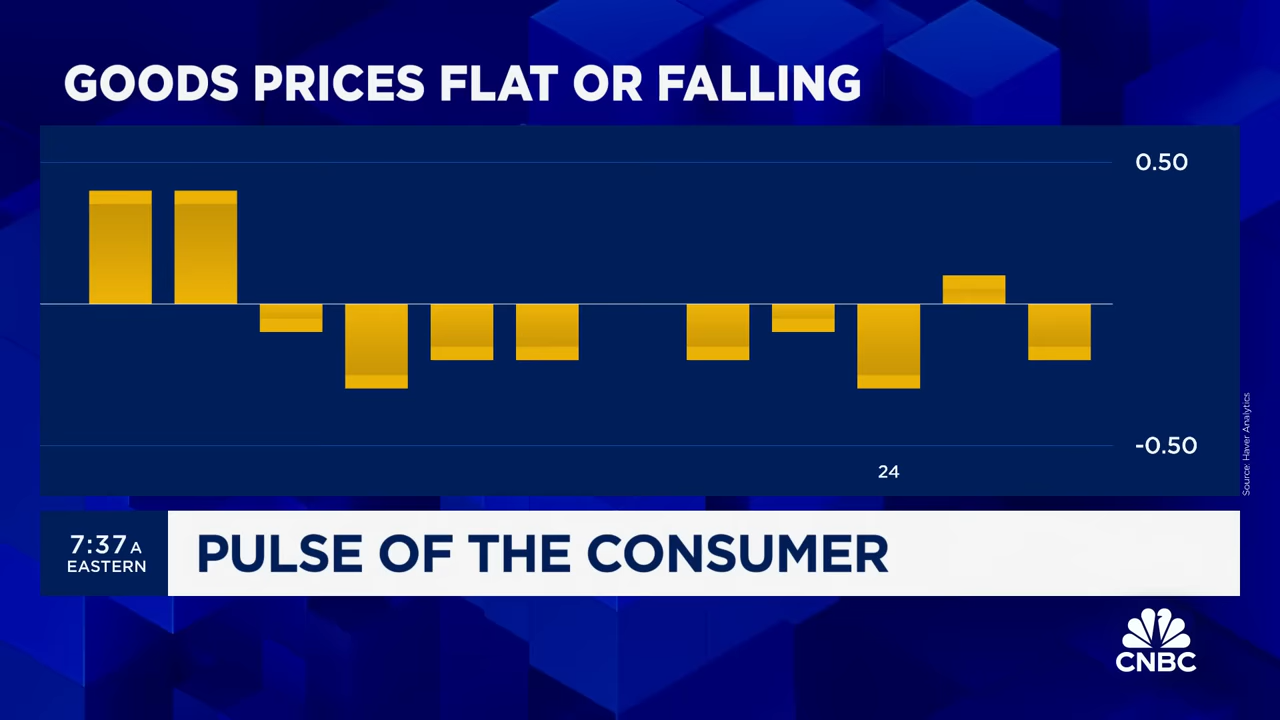 GOODS PRICES FLAT OR FALLING
0.50
-0.50
24
Source: Haver Analytics
7:37 A
EASTERN
PULSE OF THE CONSUMER
CNBC